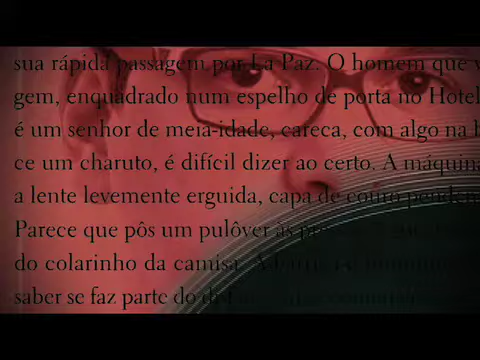 sua rápida passagem por La Paz. O homem que v
gem, enquadrado num espelho de porta no Hotel
é um senhor de meia-idade, careca, com algo na b
ce um charuto, é difícil dizer ao certo. A máquina
a lente levemente erguida, capa de couro penden
Parece que pôs um pulôver às
do colarinho da camisa. A
saber se faz parte do